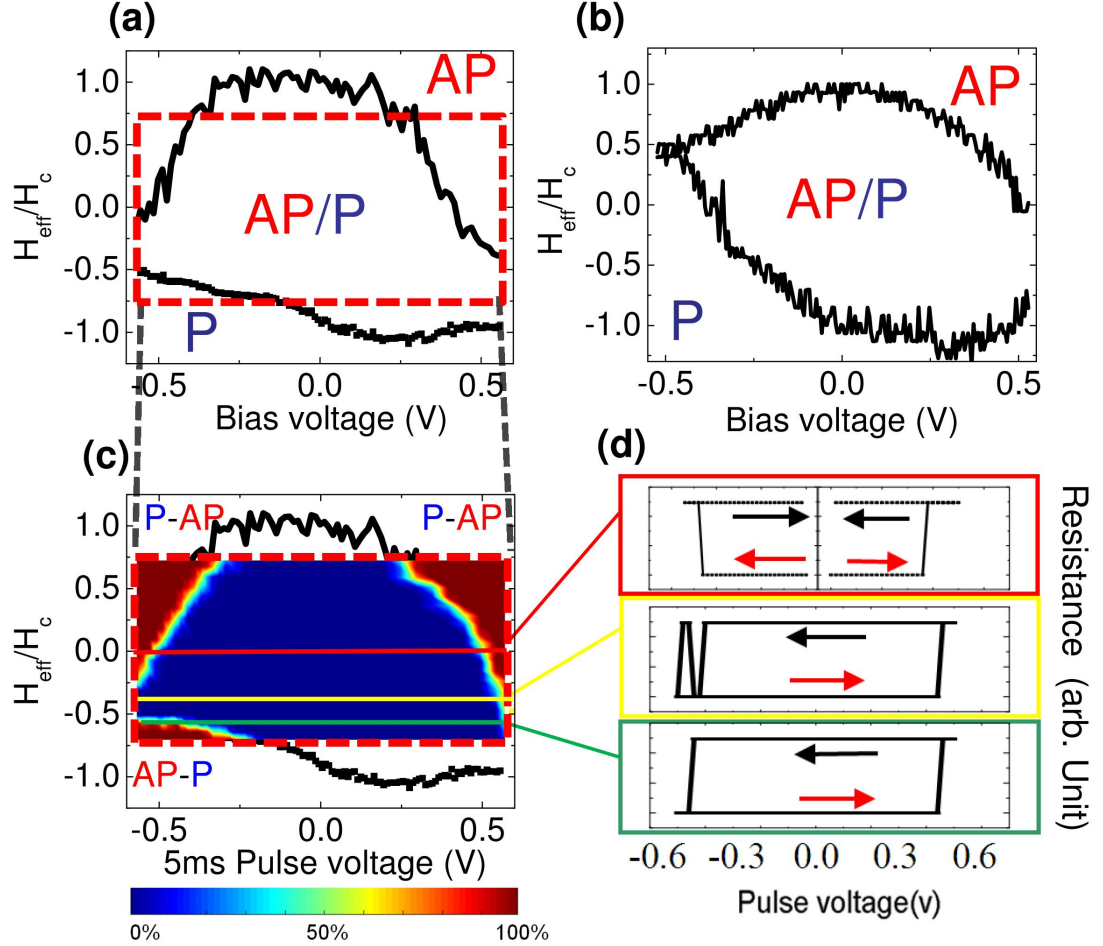 (a)
1.0
0.5
0.0
-0.5
-1.0
H_eff/H_c
AP
AP/P
P
-0.5 0.0 0.5
Bias voltage (V)
(b)
1.0
0.5
0.0
-0.5
-1.0
H_eff/H_c
AP
AP/P
P
-0.5 0.0 0.5
Bias voltage (V)
(c)
1.0
0.5
0.0
-0.5
-1.0
H_eff/H_c
P-AP P-AP
AP-P
-0.5 0.0 0.5
5ms Pulse voltage (V)
0% 50% 100%
(d)
Resistance (arb. Unit)
-0.6 -0.3 0.0 0.3 0.6
Pulse voltage(v)